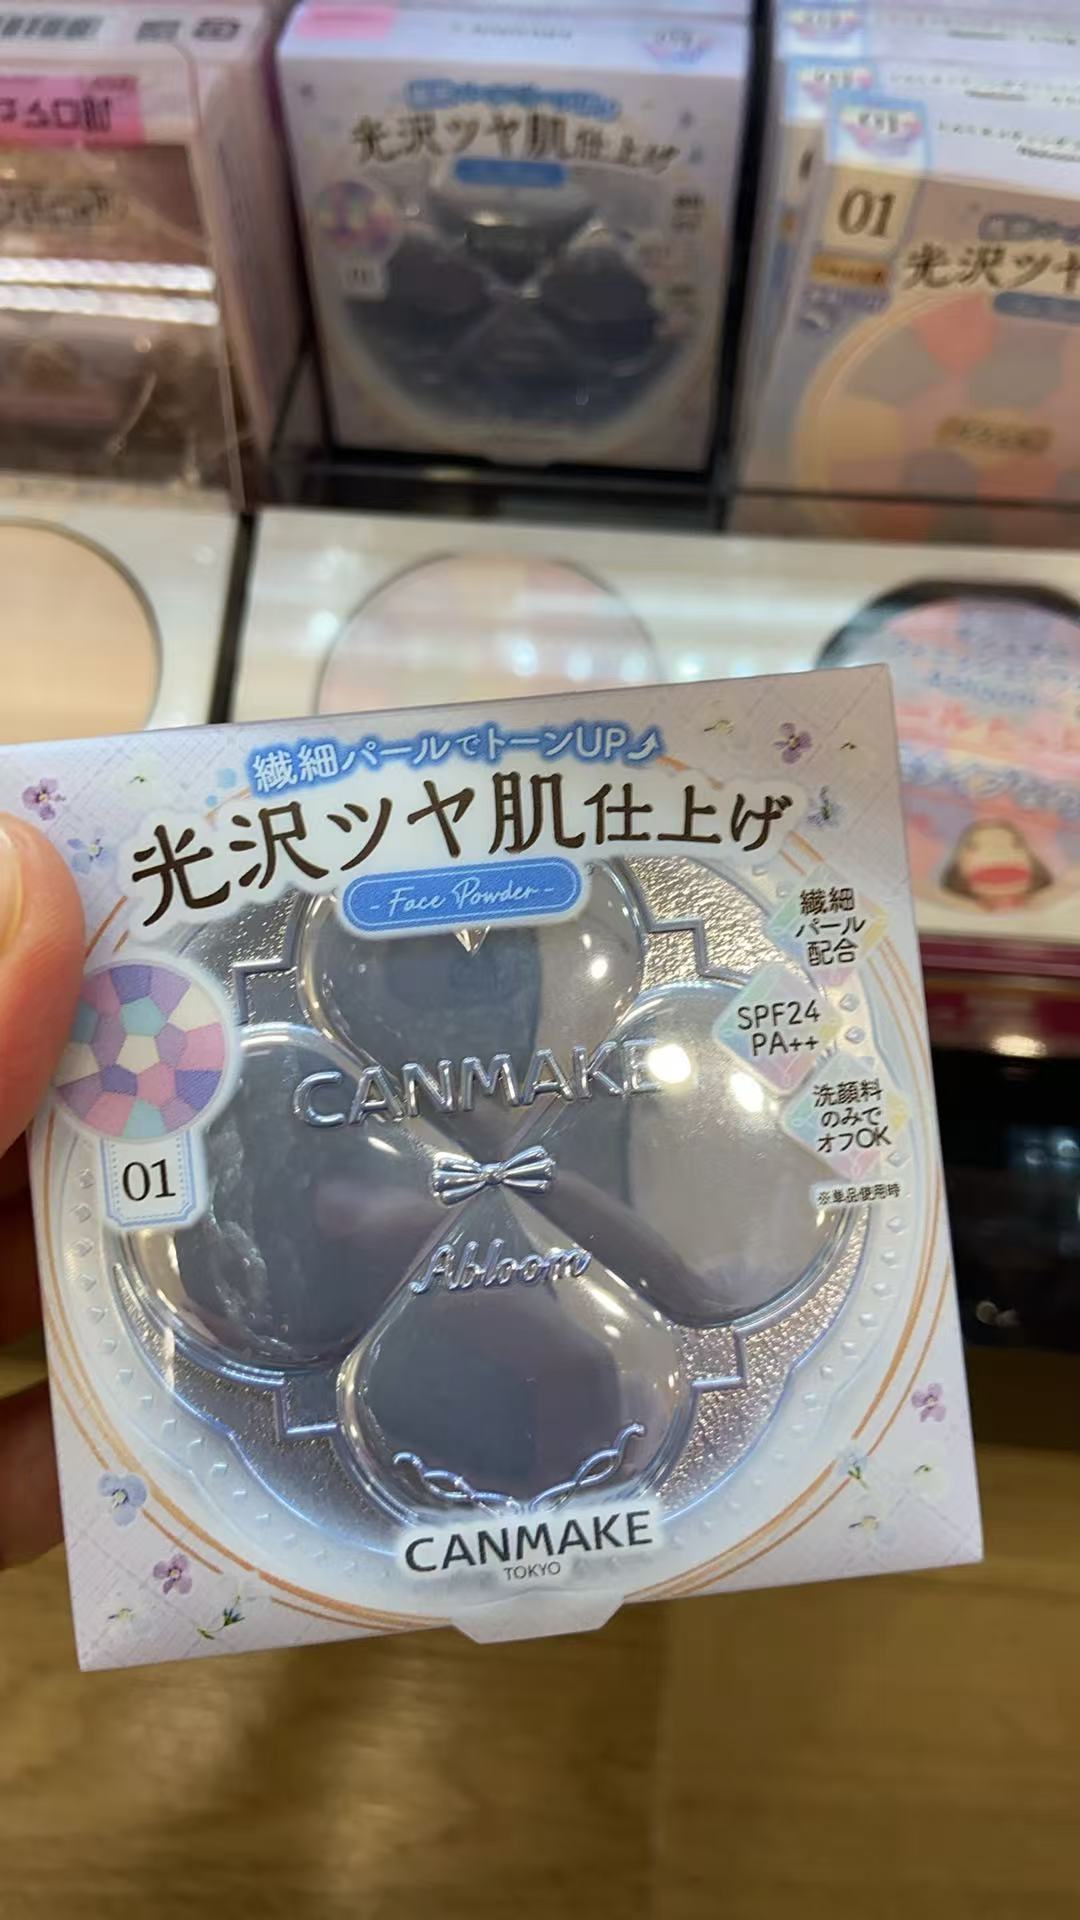 光沢ツヤ肌仕上げ
01
光沢ツヤ
繊細パールでトーンUP
光沢ツヤ肌仕上げ
- Face Powder -
繊細
パール
配合
SPF24
PA++
洗顔料
のみで
オフOK
※単品使用時
01
CANMAKE
Abloom
CANMAKE
TOKYO